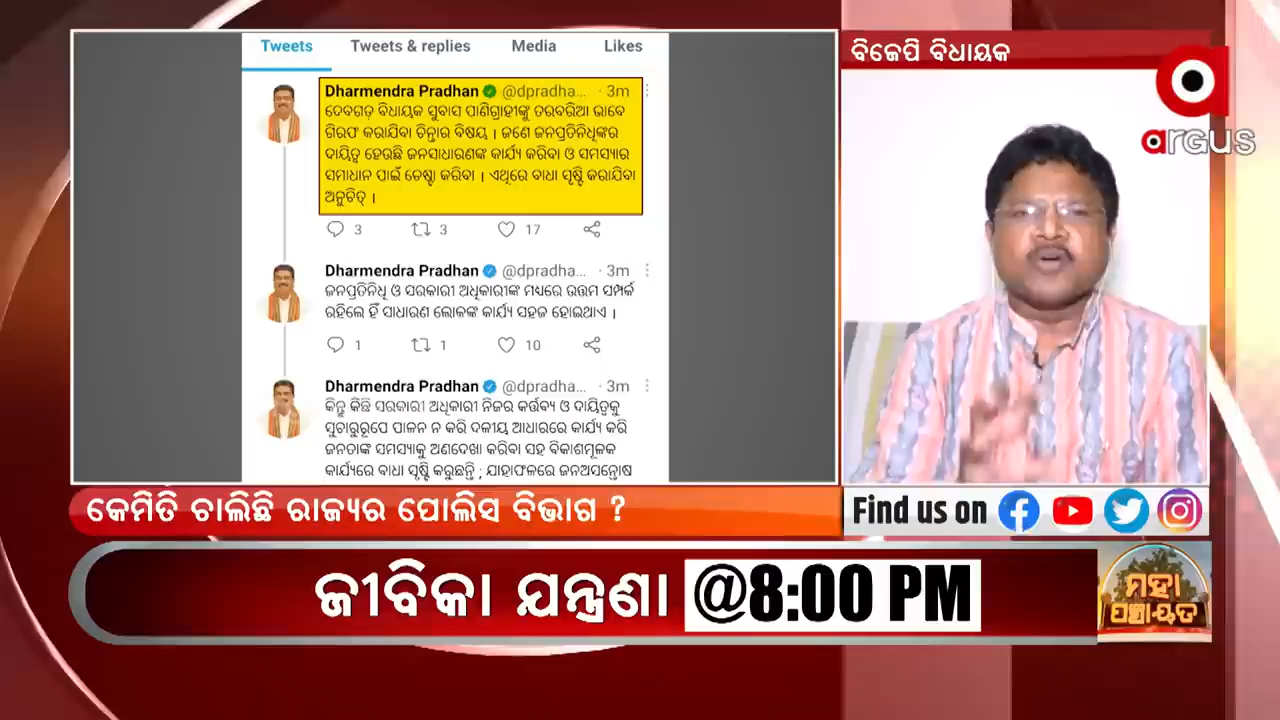 Tweets Tweets & replies Media Likes
Dharmendra Pradhan @dpradha... · 3m
ଦେବଗଡ଼ ବିଧାୟକ ସୁବାସ ପାଣିଗ୍ରାହୀଙ୍କୁ ତରବରିଆ ଭାବେ
ଗିରଫ କରାଯିବା ଚିନ୍ତାର ବିଷୟ । ଜଣେ ଜନପ୍ରତିନିଧିଙ୍କର
ଦାୟିତ୍ୱ ହେଉଛି ଜନସାଧାରଣଙ୍କ କାର୍ଯ୍ୟ କରିବା ଓ ସମସ୍ୟାର
ସମାଧାନ ପାଇଁ ଚେଷ୍ଟା କରିବା । ଏଥିରେ ବାଧା ସୃଷ୍ଟି କରାଯିବା
ଅନୁଚିତ୍ ।
3 3 17
Dharmendra Pradhan @dpradha... · 3m
ଜନପ୍ରତିନିଧି ଓ ସରକାରୀ ଅଧିକାରୀଙ୍କ ମଧ୍ୟରେ ଉତ୍ତମ ସମ୍ପର୍କ
ରହିଲେ ହିଁ ସାଧାରଣ ଲୋକଙ୍କ କାର୍ଯ୍ୟ ସହଜ ହୋଇଥାଏ ।
1 1 10
Dharmendra Pradhan @dpradha... · 3m
କିନ୍ତୁ କିଛି ସରକାରୀ ଅଧିକାରୀ ନିଜର କର୍ତ୍ତବ୍ୟ ଓ ଦାୟିତ୍ୱକୁ
ସୁଚାରୁରୂପେ ପାଳନ ନ କରି ଦଳୀୟ ଆଧାରରେ କାର୍ଯ୍ୟ କରି
ଜନତାଙ୍କ ସମସ୍ୟାକୁ ଅଣଦେଖା କରିବା ସହ ବିକାଶମୂଳକ
କାର୍ଯ୍ୟରେ ବାଧା ସୃଷ୍ଟି କରୁଛନ୍ତି ; ଯାହାଫଳରେ ଜନଅସନ୍ତୋଷ
ବିଜେପି ବିଧାୟକ
argus
କେମିତି ଚାଲିଛି ରାଜ୍ୟର ପୋଲିସ ବିଭାଗ ?
Find us on
ଜୀବିକା ଯନ୍ତ୍ରଣା @8:00 PM
ମହା
ପଞ୍ଚାୟତ